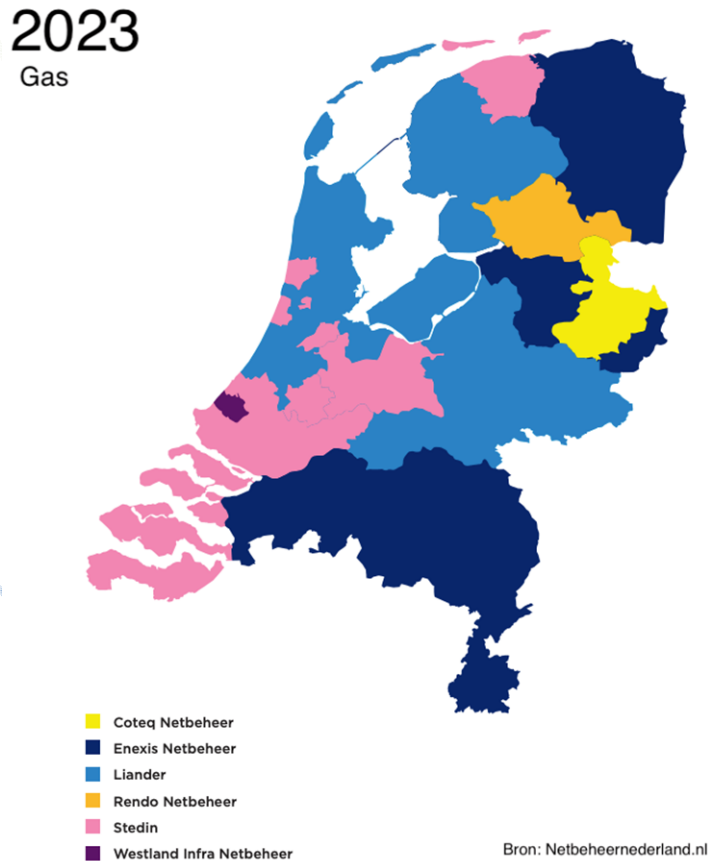 2023
Gas
Coteq Netbeheer
Enexis Netbeheer
Liander
Rendo Netbeheer
Stedin
Westland Infra Netbeheer
Bron: Netbeheernederland.nl